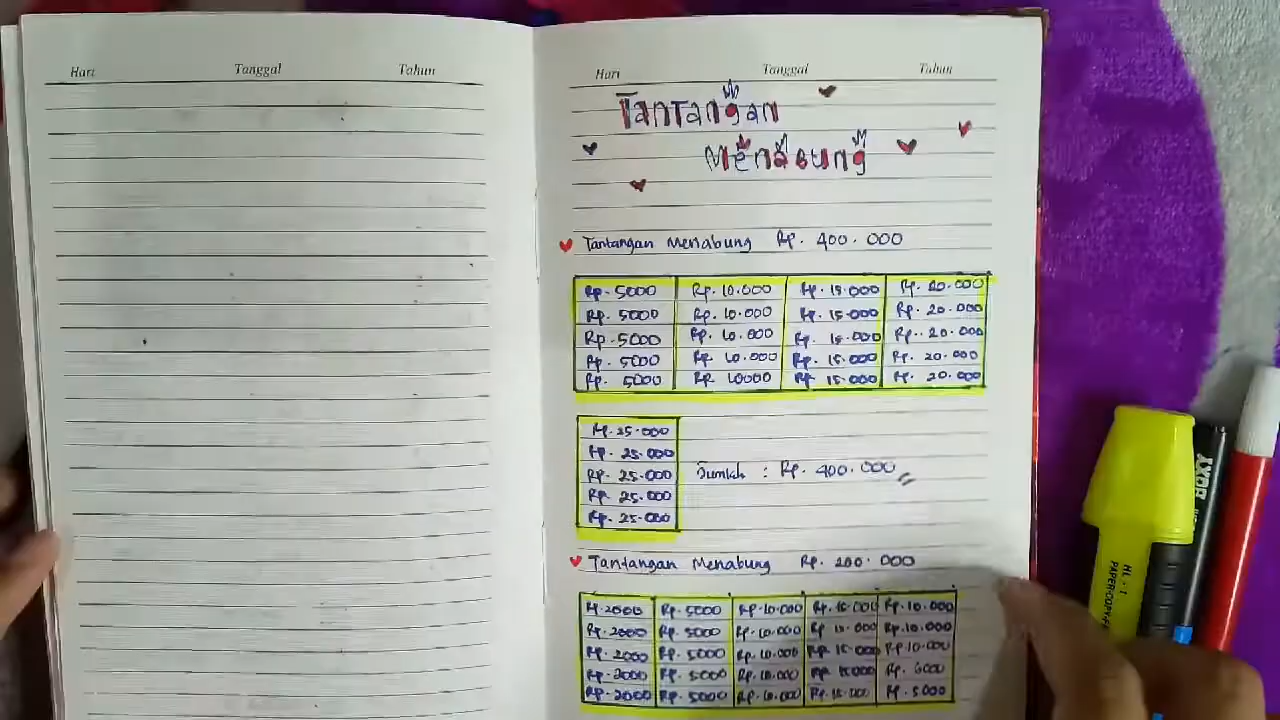 Hari Tanggal Tahun
Hari Tanggal Tahun
Tantangan
Menabung
Tantangan Menabung Rp. 400.000
Rp. 5000 Rp. 10.000 Rp. 15.000 Rp. 20.000
Rp. 5000 Rp. 10.000 Rp. 15.000 Rp. 20.000
Rp. 5000 Rp. 10.000 Rp. 15.000 Rp. 20.000
Rp. 5000 Rp. 10.000 Rp. 15.000 Rp. 20.000
Rp. 5000 Rp 10000 Rp. 15.000 Rp. 20.000
Rp. 25.000
Rp. 25.000
Rp. 25.000
Rp. 25.000
Rp. 25.000
Jumlah : Rp. 400.000
Tantangan Menabung Rp. 200.000
Rp. 2000 Rp. 5000 Rp. 10.000 Rp. 15.000 Rp. 10.000
Rp. 2000 Rp. 5000 Rp. 10.000 Rp. 15.000 Rp. 10.000
Rp. 2000 Rp. 5000 Rp. 10.000 Rp. 15.000 Rp 10.000
Rp. 2000 Rp. 5000 Rp. 10.000 Rp. 15.000 Rp.
Rp. 2000 Rp. 5000 Rp. 10.000 Rp. 15.000 Rp. 5000
HL - 1